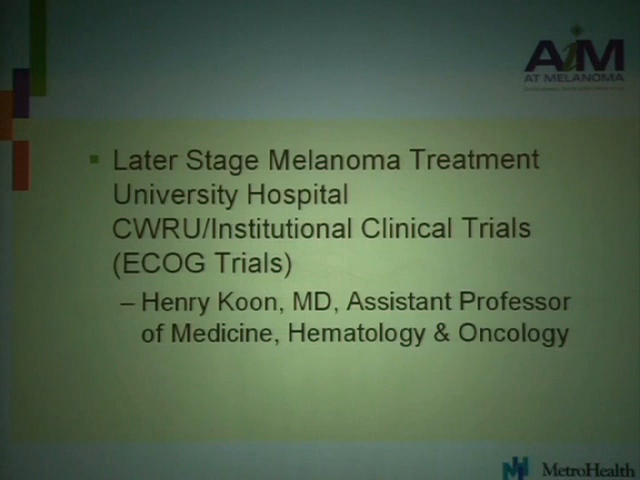 AiM
AT MELANOMA
Later Stage Melanoma Treatment
University Hospital
CWRU/Institutional Clinical Trials
(ECOG Trials)
– Henry Koon, MD, Assistant Professor
of Medicine, Hematology & Oncology
MetroHealth